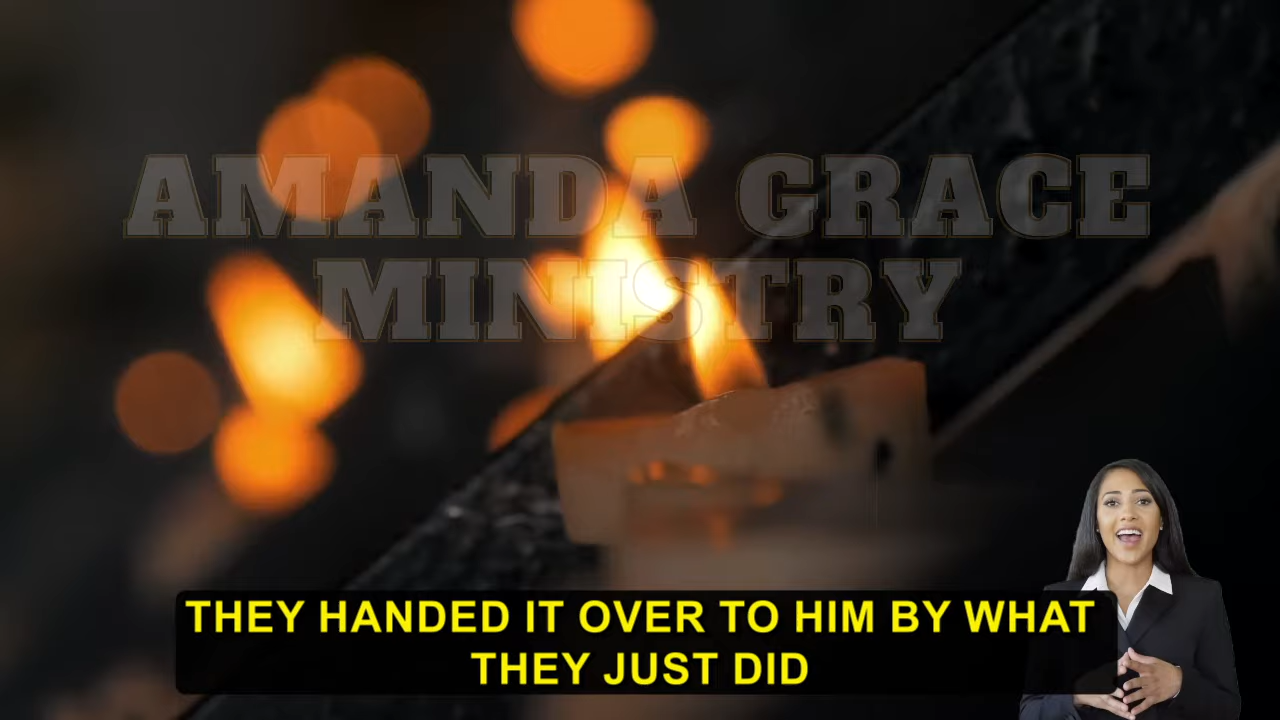 AMANDA GRACE
MINISTRY
THEY HANDED IT OVER TO HIM BY WHAT
THEY JUST DID